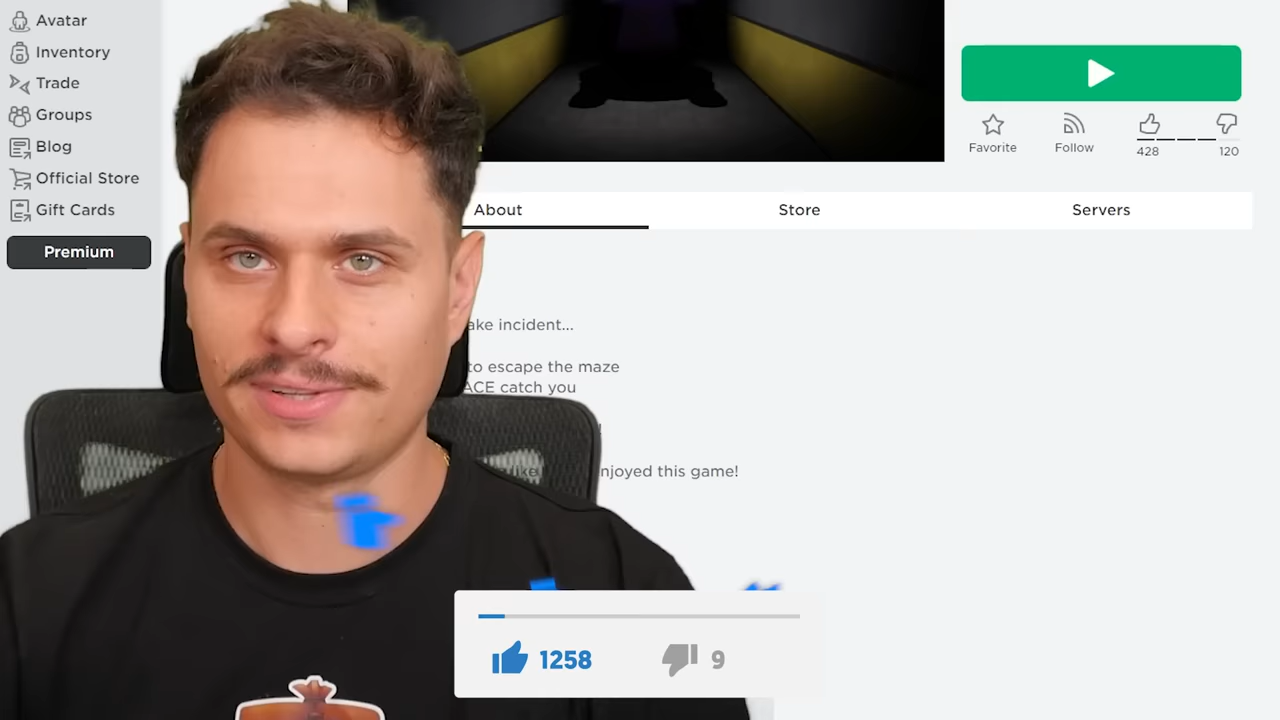 Avatar
Inventory
Trade
Groups
Blog
Official Store
Gift Cards
Premium
Favorite
Follow
428
120
About
Store
Servers
ake incident...
to escape the maze
ACE catch you
!
like
njoyed this game!
1258
9